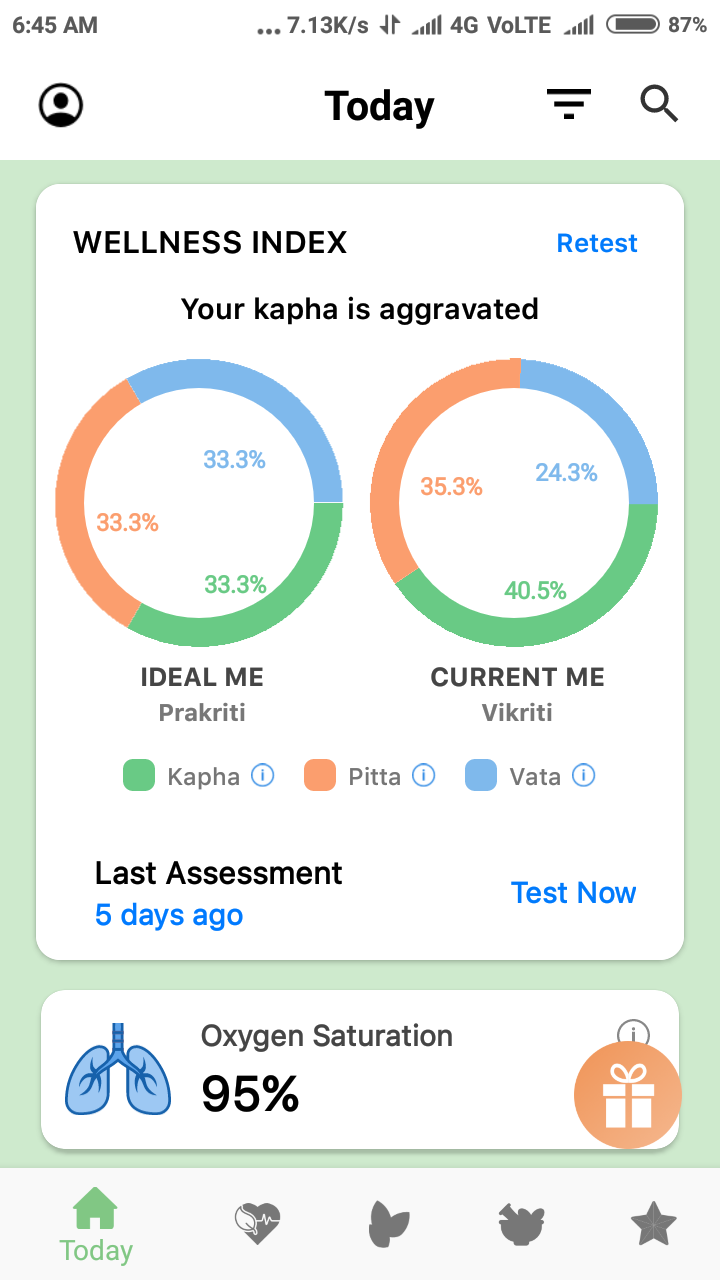 6:45 AM ... 7.13K/s 4G VoLTE 87%
Today
WELLNESS INDEX Retest
Your kapha is aggravated
33.3% 33.3% 33.3%
24.3% 35.3% 40.5%
IDEAL ME CURRENT ME
Prakriti Vikriti
Kapha i Pitta i Vata i
Last Assessment
5 days ago Test Now
Oxygen Saturation i
95%
Today